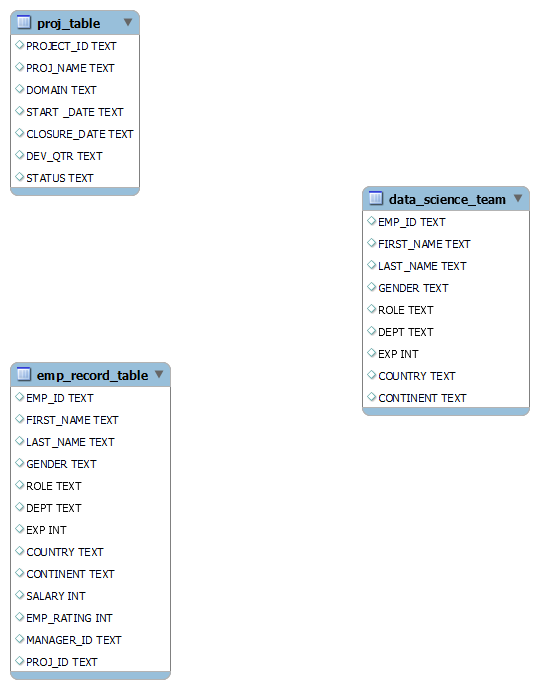 proj_table
PROJECT_ID TEXT
PROJ_NAME TEXT
DOMAIN TEXT
START _DATE TEXT
CLOSURE_DATE TEXT
DEV_QTR TEXT
STATUS TEXT
data_science_team
EMP_ID TEXT
FIRST_NAME TEXT
LAST_NAME TEXT
GENDER TEXT
ROLE TEXT
DEPT TEXT
EXP INT
COUNTRY TEXT
CONTINENT TEXT
emp_record_table
EMP_ID TEXT
FIRST_NAME TEXT
LAST_NAME TEXT
GENDER TEXT
ROLE TEXT
DEPT TEXT
EXP INT
COUNTRY TEXT
CONTINENT TEXT
SALARY INT
EMP_RATING INT
MANAGER_ID TEXT
PROJ_ID TEXT